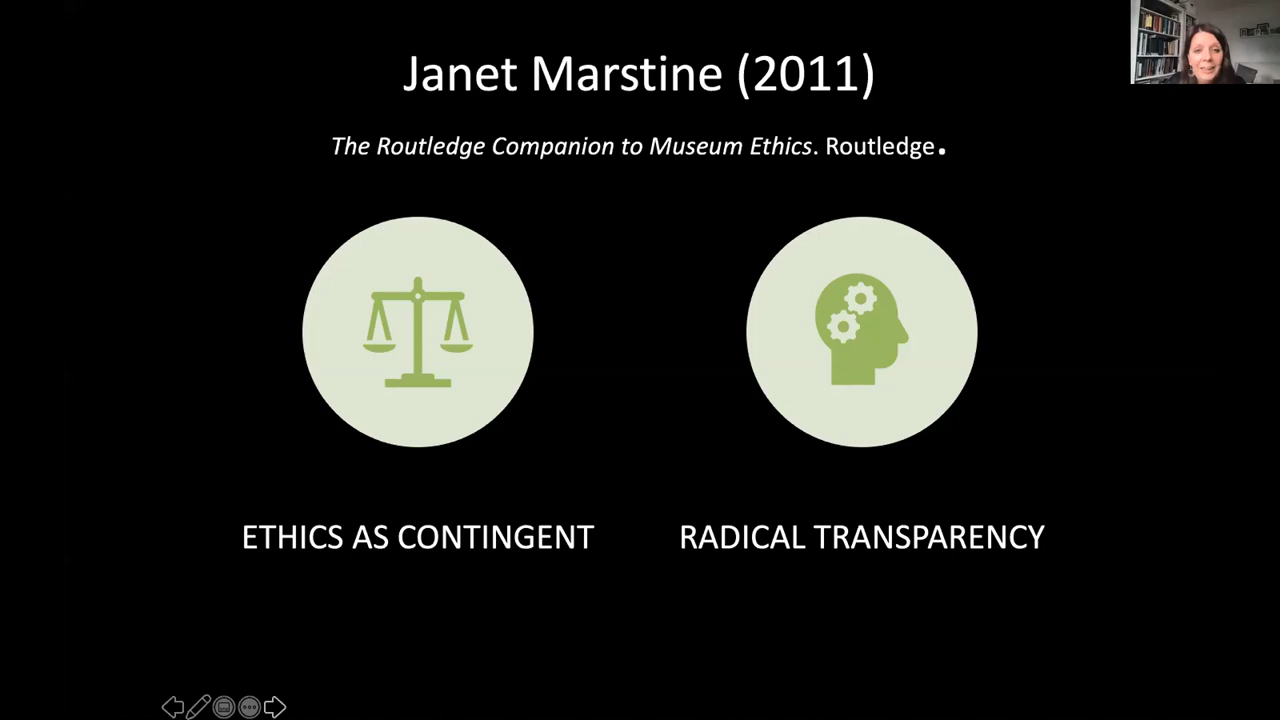 Janet Marstine (2011)
The Routledge Companion to Museum Ethics. Routledge.
ETHICS AS CONTINGENT
RADICAL TRANSPARENCY